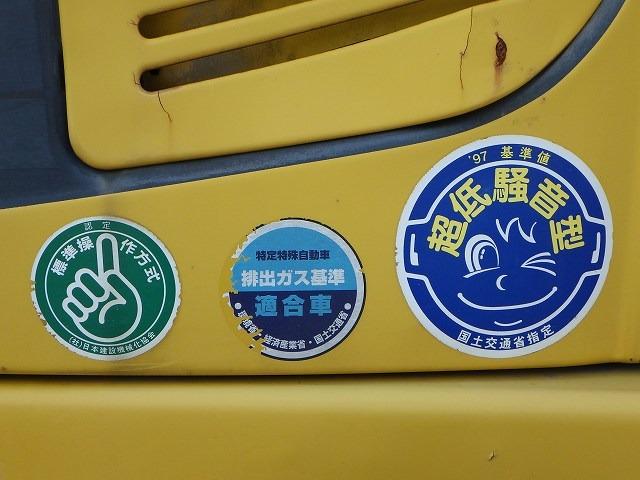 認定
標準操作方式
(社)日本建設機械化協会
特定特殊自動車
排出ガス基準
適合車
環境省・経済産業省・国土交通省
'97 基準値
超低騒音型
国土交通省指定